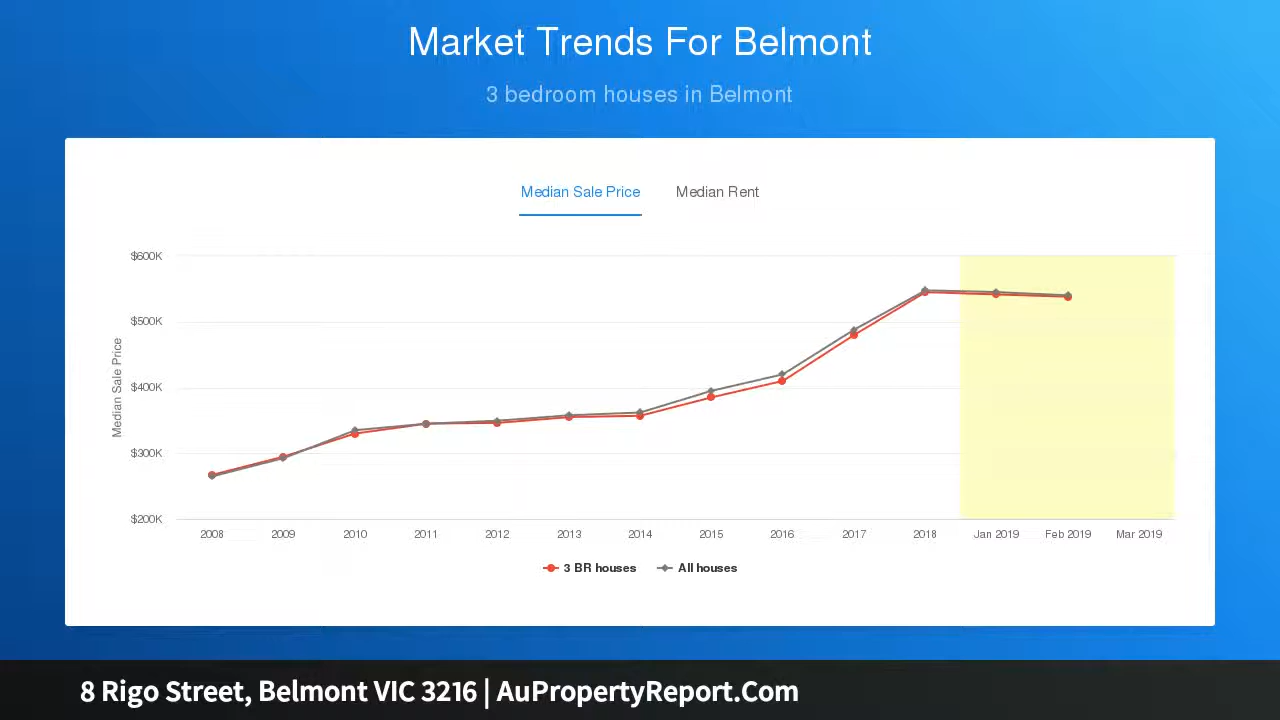 Market Trends For Belmont
3 bedroom houses in Belmont
Median Sale Price Median Rent
$600K
$500K
$400K
$300K
$200K
Median Sale Price
2008 2009 2010 2011 2012 2013 2014 2015 2016 2017 2018 Jan 2019 Feb 2019 Mar 2019
3 BR houses All houses
8 Rigo Street, Belmont VIC 3216 | AuPropertyReport.Com